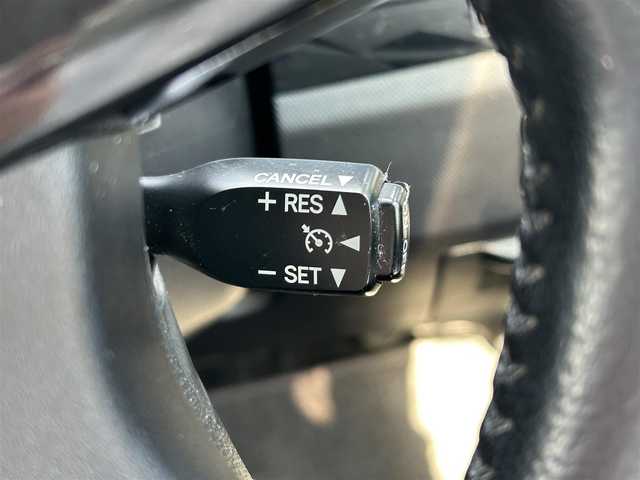 CANCEL ▼
+ RES ▲
◀
− SET ▼